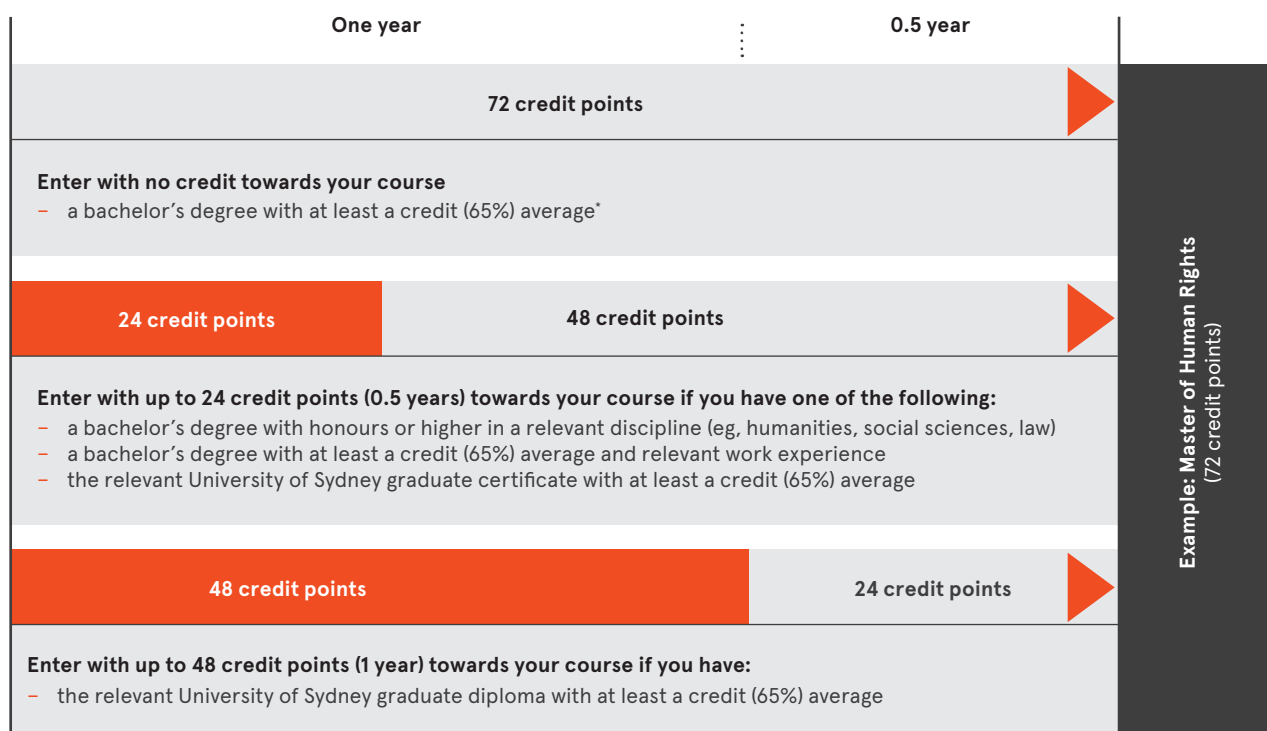 One year
0.5 year
72 credit points
Enter with no credit towards your course
– a bachelor's degree with at least a credit (65%) average*
24 credit points
48 credit points
Enter with up to 24 credit points (0.5 years) towards your course if you have one of the following:
– a bachelor's degree with honours or higher in a relevant discipline (eg, humanities, social sciences, law)
– a bachelor's degree with at least a credit (65%) average and relevant work experience
– the relevant University of Sydney graduate certificate with at least a credit (65%) average
48 credit points
24 credit points
Enter with up to 48 credit points (1 year) towards your course if you have:
– the relevant University of Sydney graduate diploma with at least a credit (65%) average
Example: Master of Human Rights
(72 credit points)